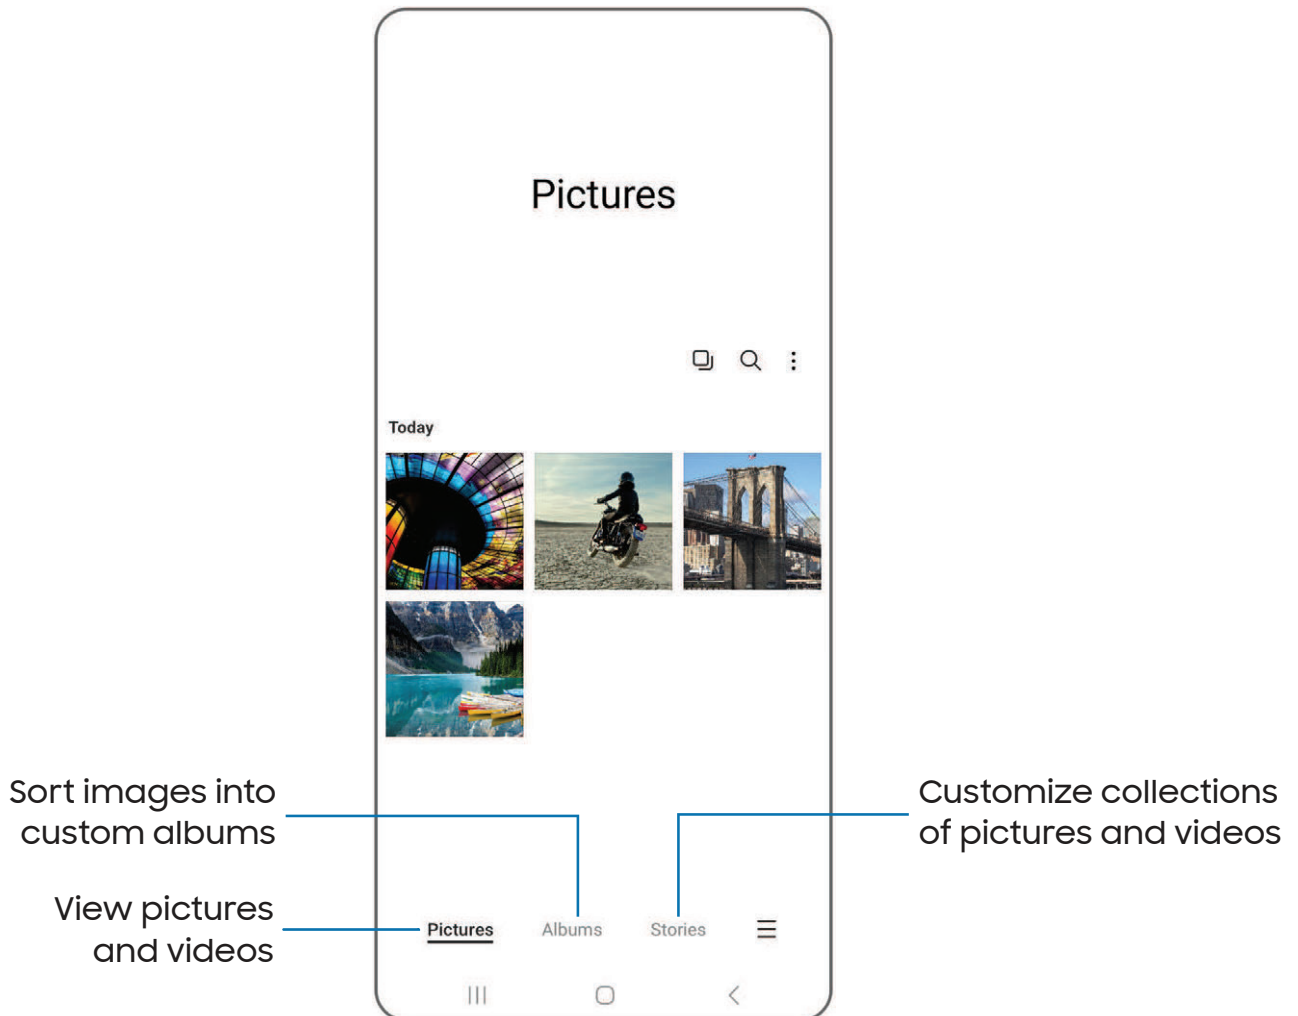 Pictures
Today
Sort images into
custom albums
Customize collections
of pictures and videos
View pictures
and videos
Pictures
Albums
Stories